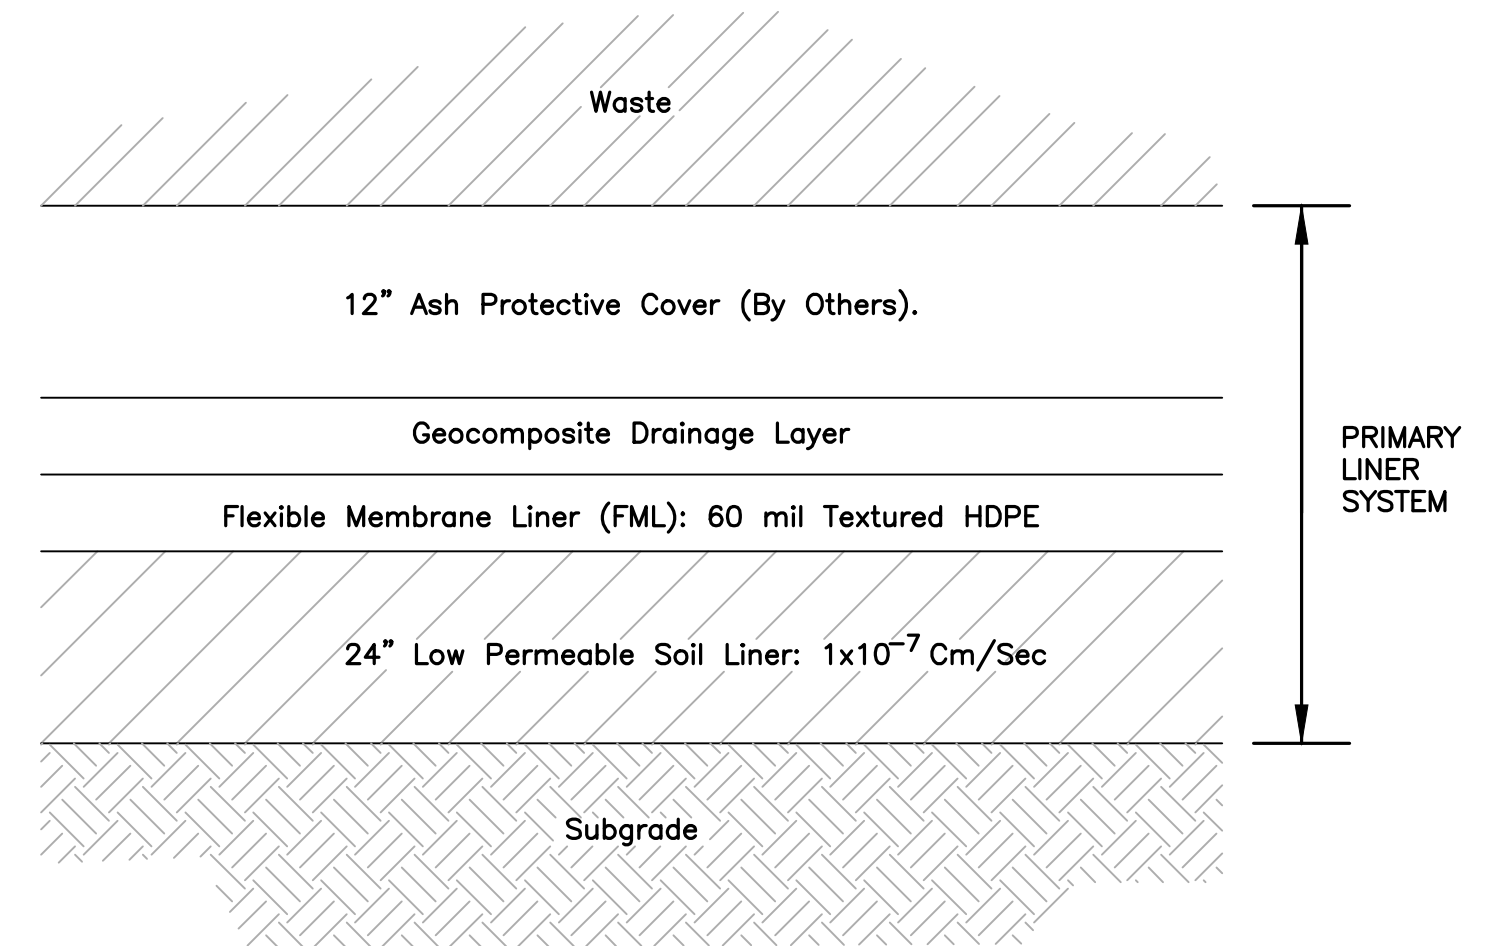 Waste
12” Ash Protective Cover (By Others).
Geocomposite Drainage Layer
Flexible Membrane Liner (FML): 60 mil Textured HDPE
24” Low Permeable Soil Liner: 1x10⁻⁷ Cm/Sec
Subgrade
PRIMARY
LINER
SYSTEM